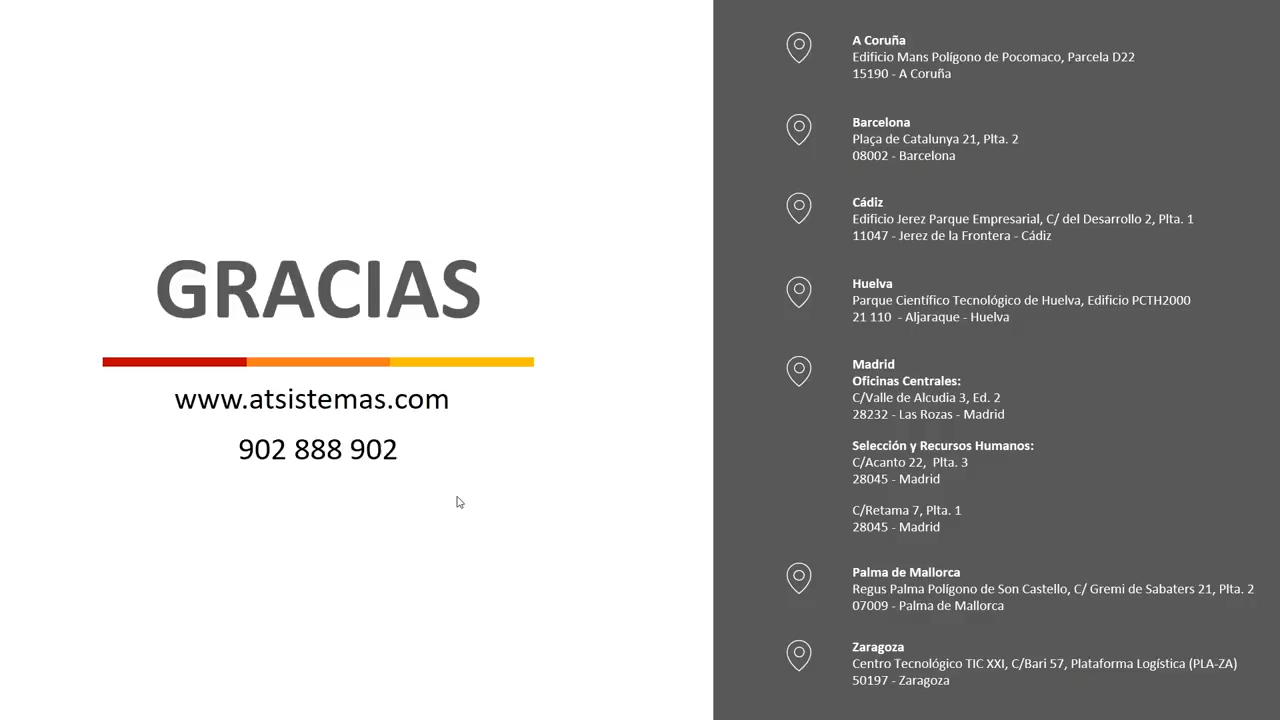 GRACIAS
www.atsistemas.com
902 888 902
A Coruña
Edificio Mans Polígono de Pocomaco, Parcela D22
15190 - A Coruña
Barcelona
Plaça de Catalunya 21, Plta. 2
08002 - Barcelona
Cádiz
Edificio Jerez Parque Empresarial, C/ del Desarrollo 2, Plta. 1
11047 - Jerez de la Frontera - Cádiz
Huelva
Parque Científico Tecnológico de Huelva, Edificio PCTH2000
21 110  - Aljaraque - Huelva
Madrid
Oficinas Centrales:
C/Valle de Alcudia 3, Ed. 2
28232 - Las Rozas - Madrid
Selección y Recursos Humanos:
C/Acanto 22,  Plta. 3
28045 - Madrid
C/Retama 7, Plta. 1
28045 - Madrid
Palma de Mallorca
Regus Palma Polígono de Son Castello, C/ Gremi de Sabaters 21, Plta. 2
07009 - Palma de Mallorca
Zaragoza
Centro Tecnológico TIC XXI, C/Bari 57, Plataforma Logística (PLA-ZA)
50197 - Zaragoza